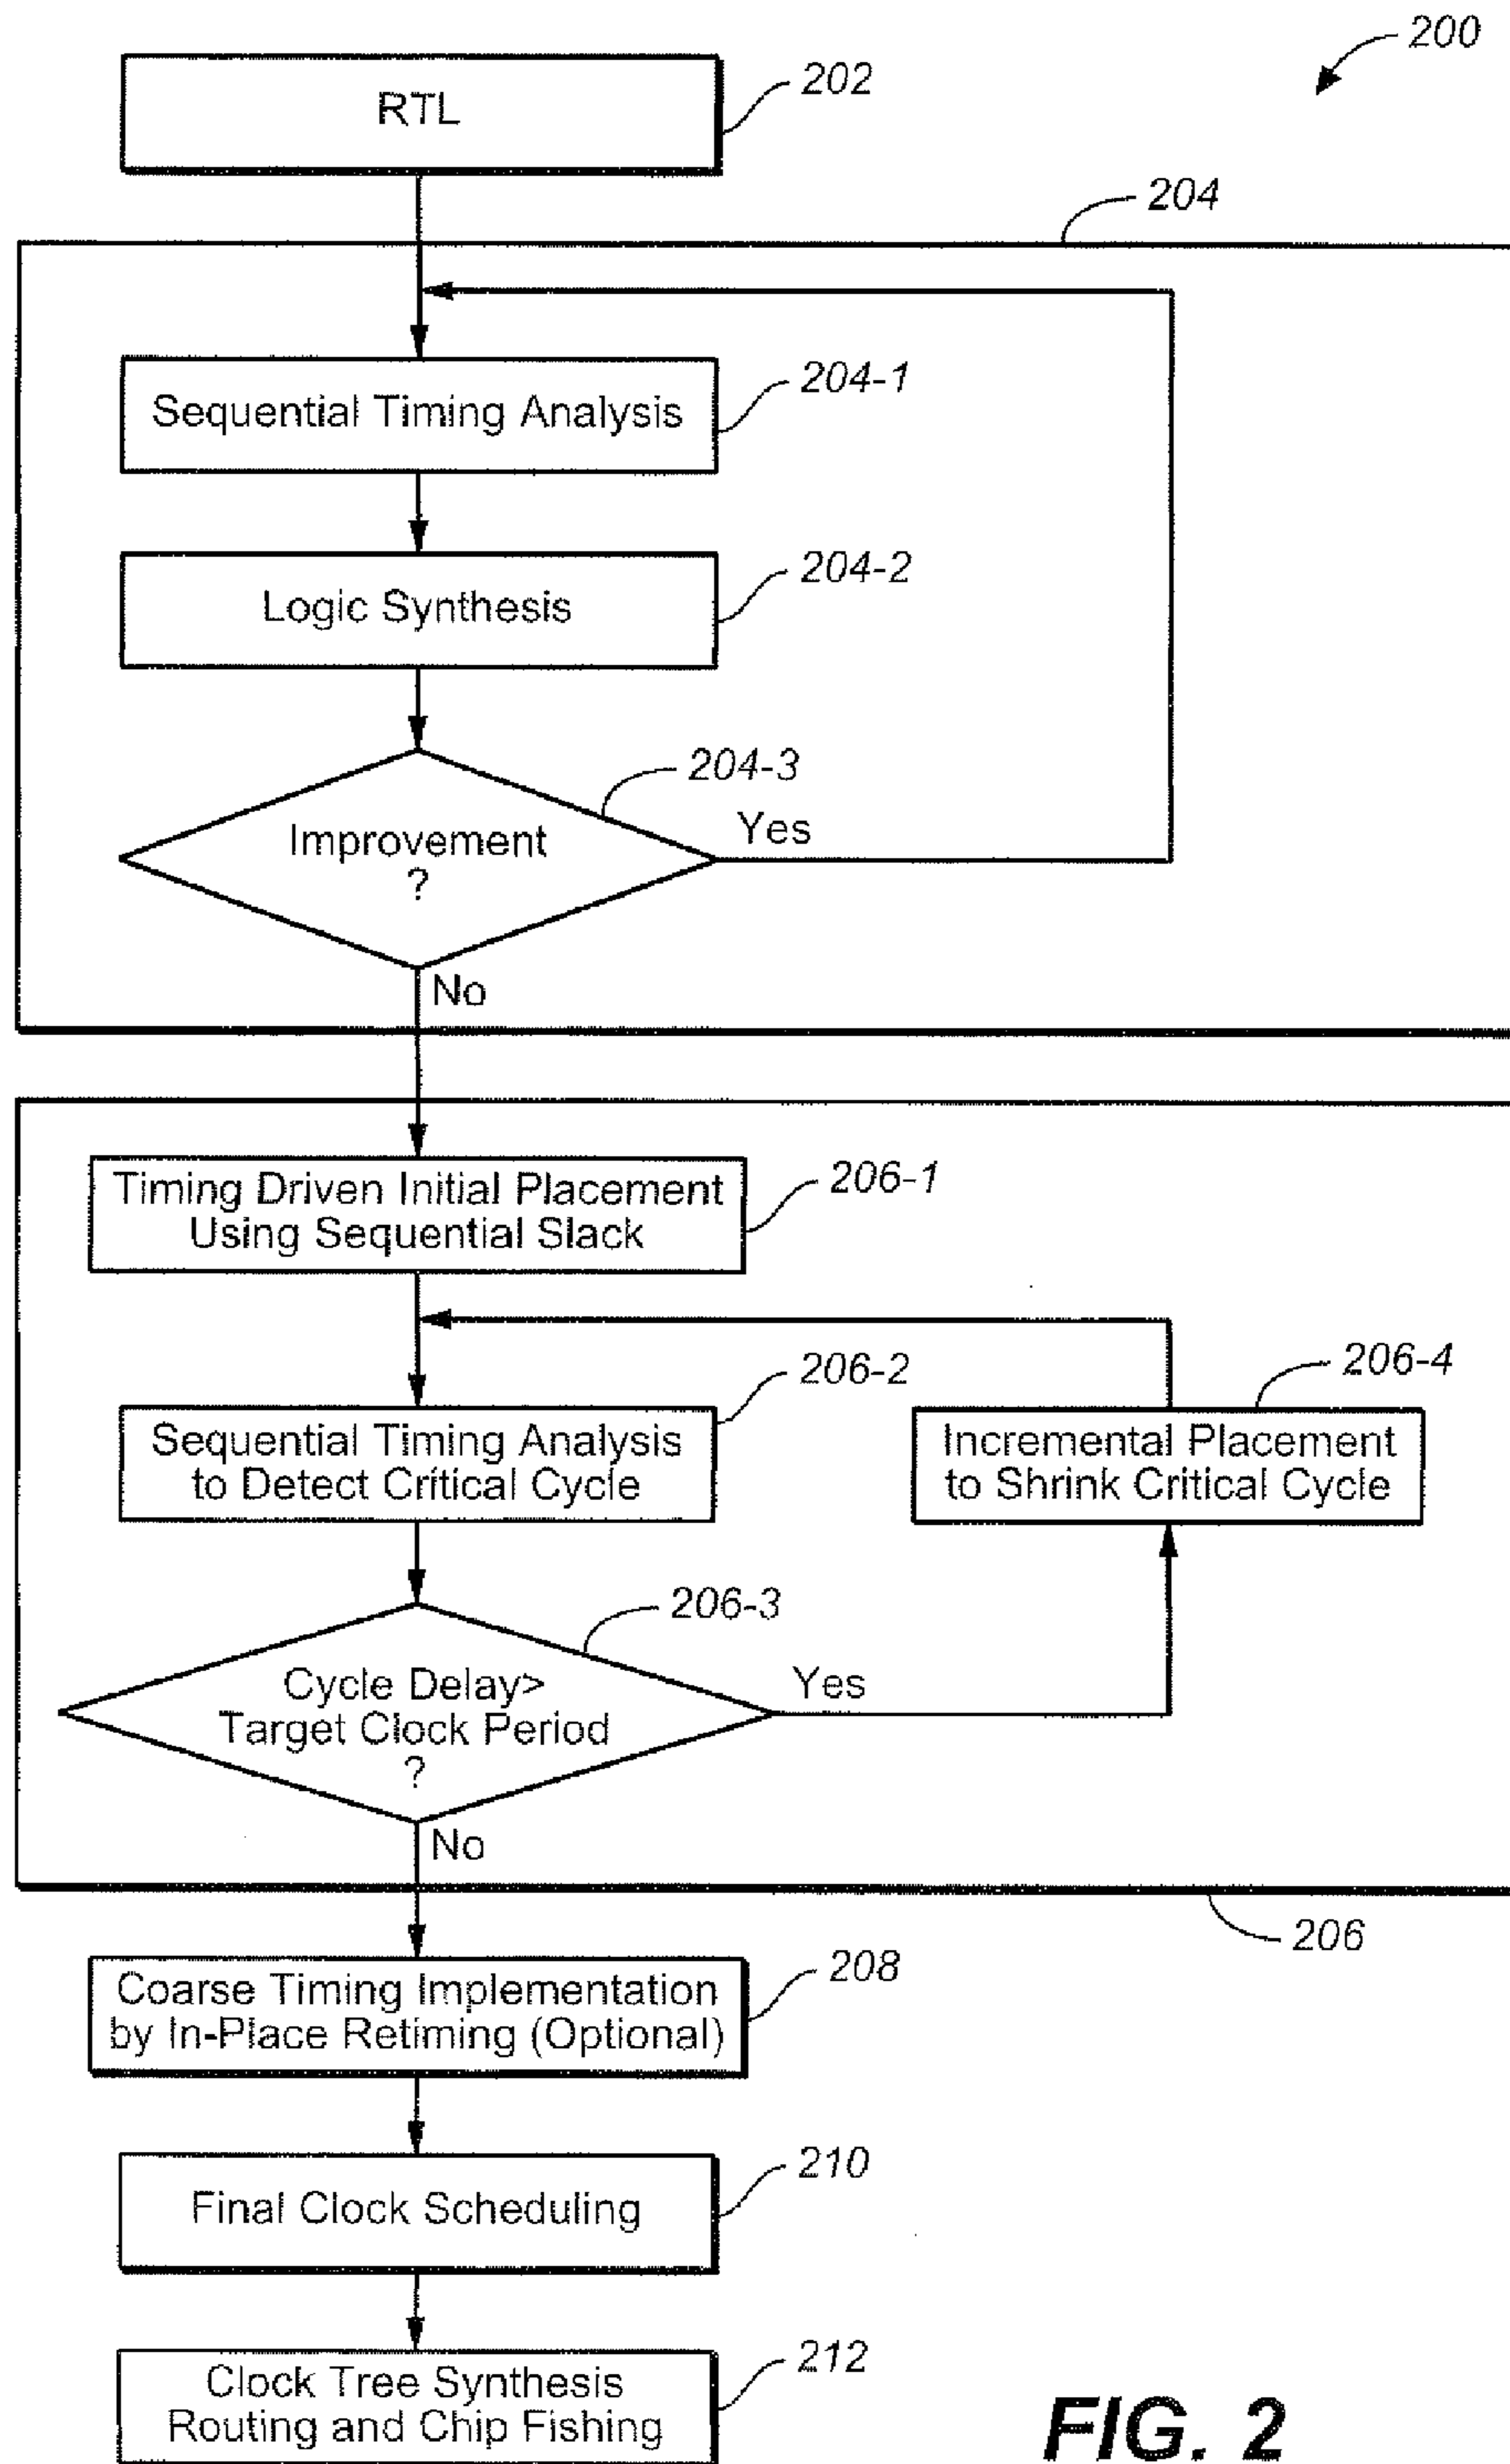 200
RTL
202
204
Sequential Timing Analysis
204-1
Logic Synthesis
204-2
204-3
Improvement
?
Yes
No
Timing Driven Initial Placement
Using Sequential Slack
206-1
206-2
Sequential Timing Analysis
to Detect Critical Cycle
206-4
Incremental Placement
to Shrink Critical Cycle
206-3
Cycle Delay>
Target Clock Period
?
Yes
No
206
Coarse Timing Implementation
by In-Place Retiming (Optional)
208
Final Clock Scheduling
210
Clock Tree Synthesis
Routing and Chip Fishing
212
FIG. 2